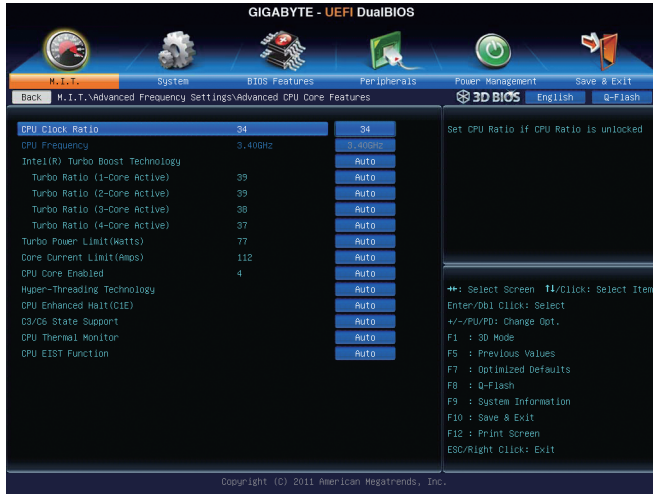 GIGABYTE - UEFI DualBIOS
M.I.T. System BIOS Features Peripherals Power Management Save & Exit
Back M.I.T.\Advanced Frequency Settings\Advanced CPU Core Features 3D BIOS English Q-Flash
CPU Clock Ratio 34 34
CPU Frequency 3.40GHz 3.40GHz
Intel(R) Turbo Boost Technology Auto
Turbo Ratio (1-Core Active) 39 Auto
Turbo Ratio (2-Core Active) 39 Auto
Turbo Ratio (3-Core Active) 38 Auto
Turbo Ratio (4-Core Active) 37 Auto
Turbo Power Limit(Watts) 77 Auto
Core Current Limit(Amps) 112 Auto
CPU Core Enabled 4 Auto
Hyper-Threading Technology Auto
CPU Enhanced Halt(C1E) Auto
C3/C6 State Support Auto
CPU Thermal Monitor Auto
CPU EIST Function Auto
Set CPU Ratio if CPU Ratio is unlocked
↔: Select Screen ↑↓/Click: Select Item
Enter/Dbl Click: Select
+/-/PU/PD: Change Opt.
F1 : 3D Mode
F5 : Previous Values
F7 : Optimized Defaults
F8 : Q-Flash
F9 : System Information
F10 : Save & Exit
F12 : Print Screen
ESC/Right Click: Exit
Copyright (C) 2011 American Megatrends, Inc.